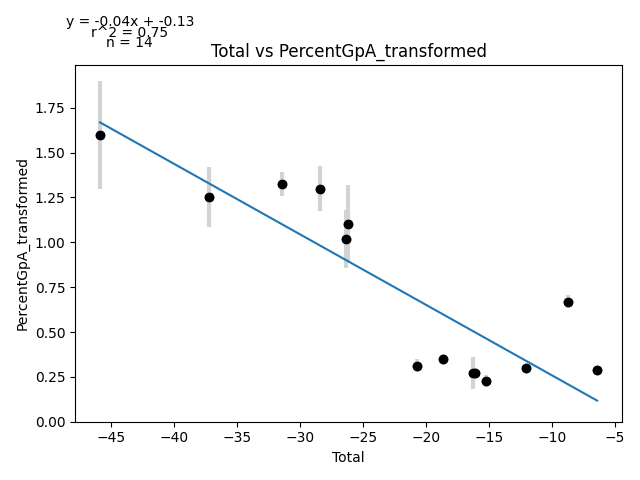 y = -0.04x + -0.13
r^2 = 0.75
n = 14
Total vs PercentGpA_transformed
PercentGpA_transformed
1.75
1.50
1.25
1.00
0.75
0.50
0.25
0.00
−45
−40
−35
−30
−25
−20
−15
−10
−5
Total